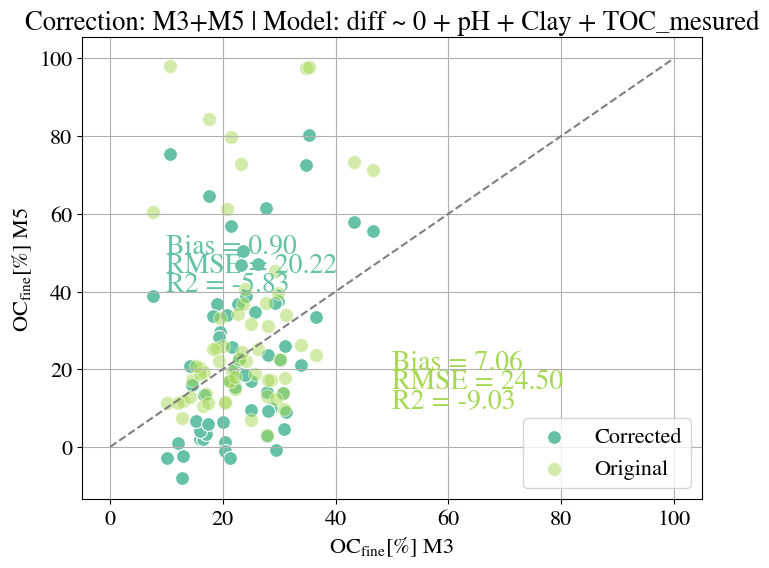 Correction: M3+M5 | Model: diff ~ 0 + pH + Clay + TOC_mesured
100
80
60
40
20
0
OC_fine[%] M5
Bias = 0.90
RMSE = 20.22
R2 = -5.83
Bias = 7.06
RMSE = 24.50
R2 = -9.03
Corrected
Original
0 20 40 60 80 100
OC_fine[%] M3